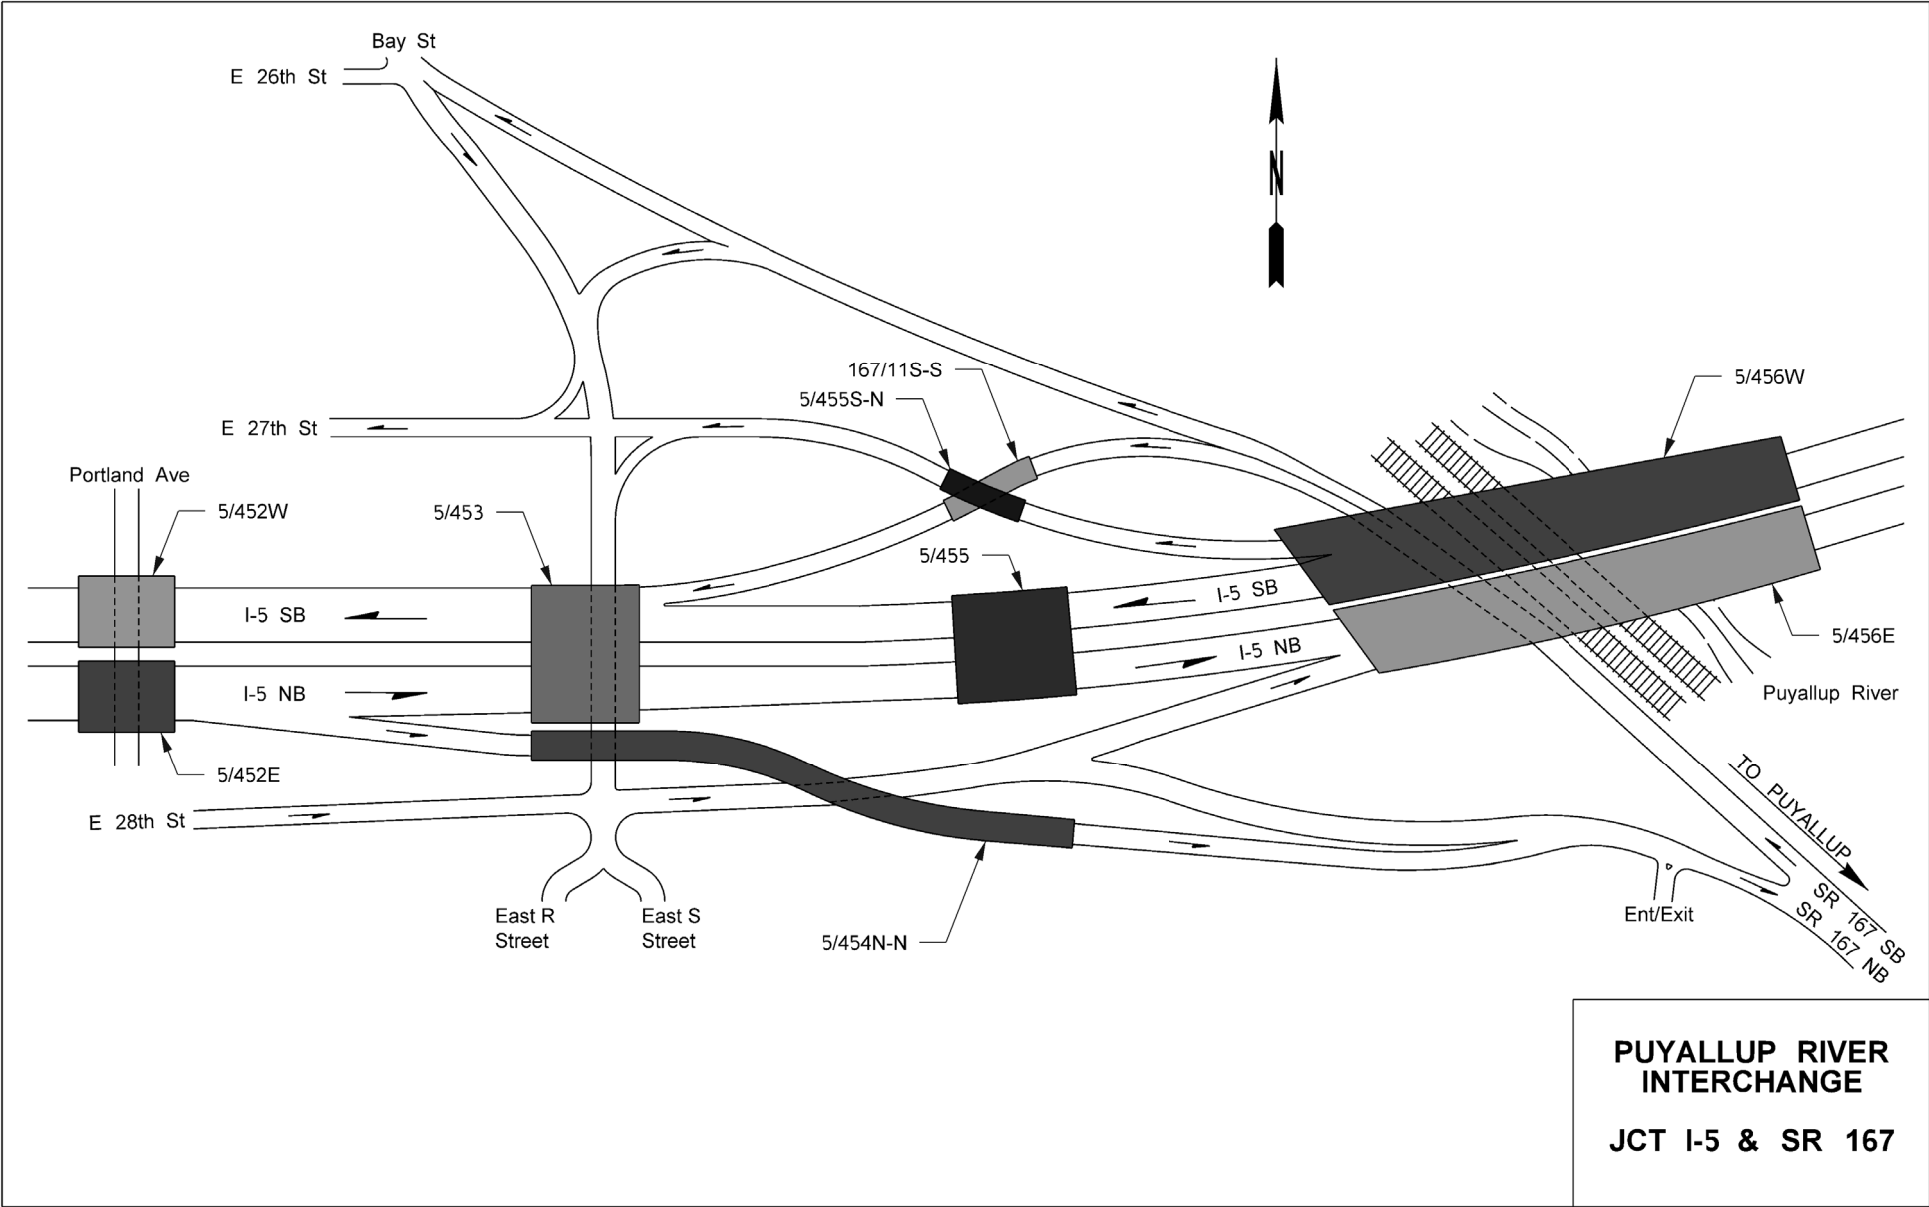 Bay St
E 26th St
N
167/11S-S
5/456W
5/455S-N
E 27th St
Portland Ave
5/452W
5/453
5/455
I-5 SB
I-5 SB
5/456E
I-5 NB
I-5 NB
Puyallup River
5/452E
E 28th St
TO PUYALLUP
East R
Street
East S
Street
5/454N-N
Ent/Exit
SR 167 SB
SR 167 NB
PUYALLUP RIVER
INTERCHANGE
JCT I-5 & SR 167